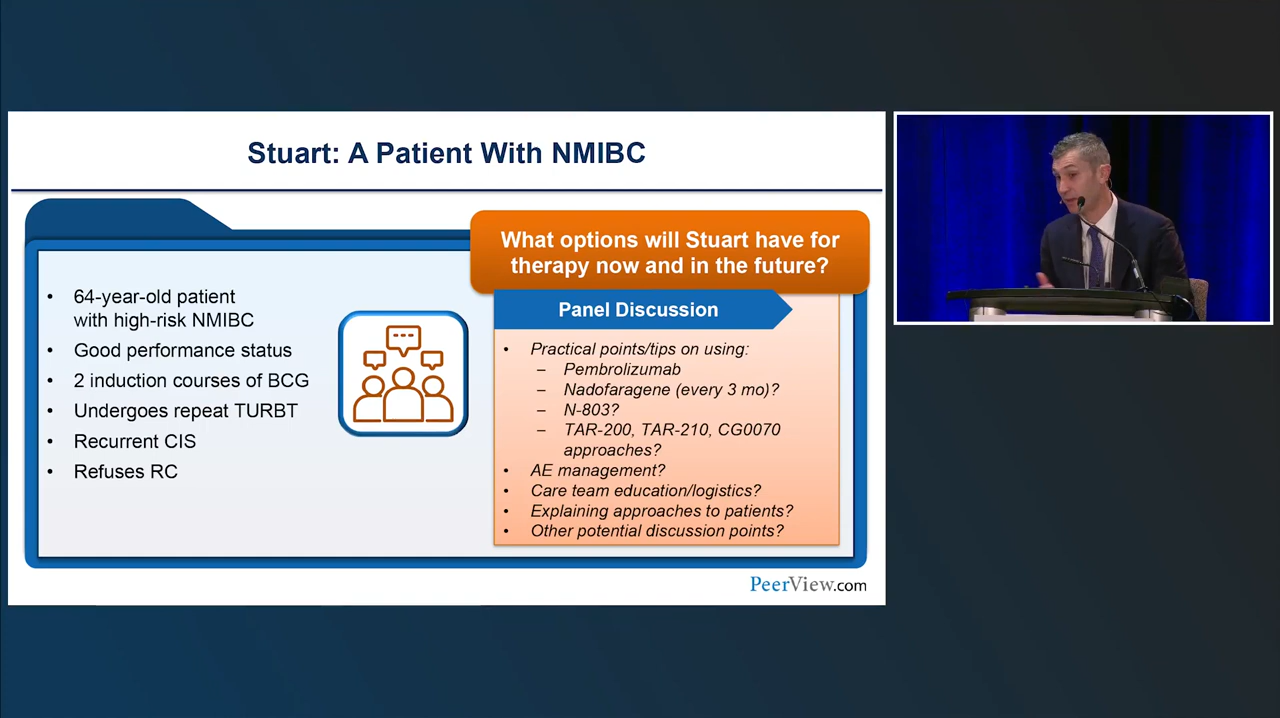 Stuart: A Patient With NMIBC
• 64-year-old patient
with high-risk NMIBC
• Good performance status
• 2 induction courses of BCG
• Undergoes repeat TURBT
• Recurrent CIS
• Refuses RC
What options will Stuart have for
therapy now and in the future?
Panel Discussion
• Practical points/tips on using:
– Pembrolizumab
– Nadofaragene (every 3 mo)?
– N-803?
– TAR-200, TAR-210, CG0070
approaches?
• AE management?
• Care team education/logistics?
• Explaining approaches to patients?
• Other potential discussion points?
PeerView.com